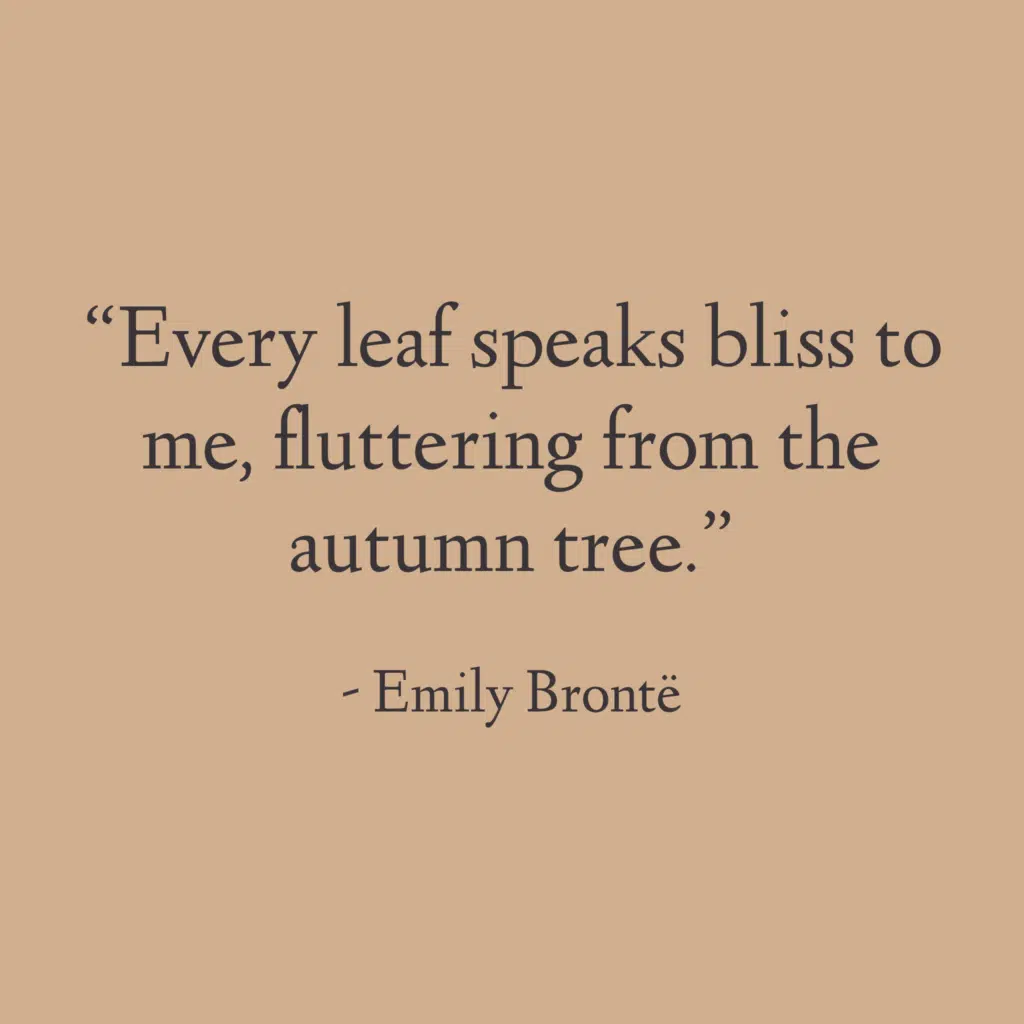 “Every leaf speaks bliss to
me, fluttering from the
autumn tree.”
- Emily Brontë